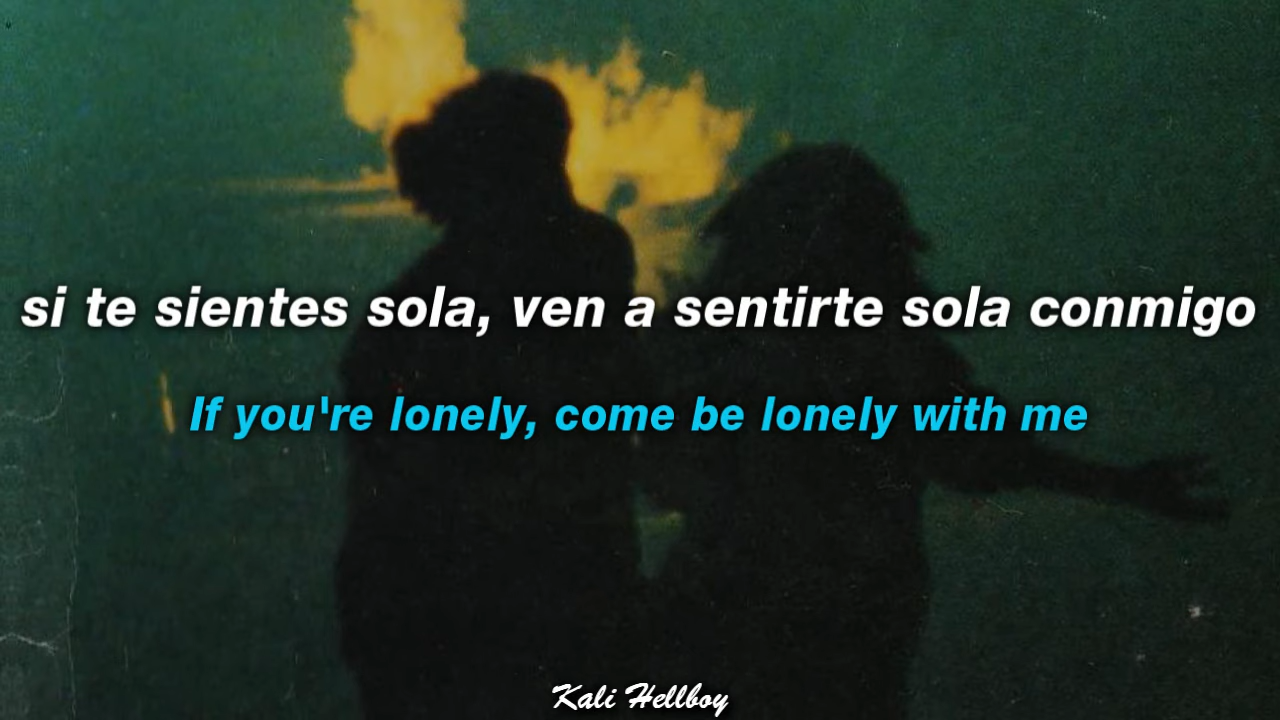 si te sientes sola, ven a sentirte sola conmigo
If you're lonely, come be lonely with me
Kali Hellboy